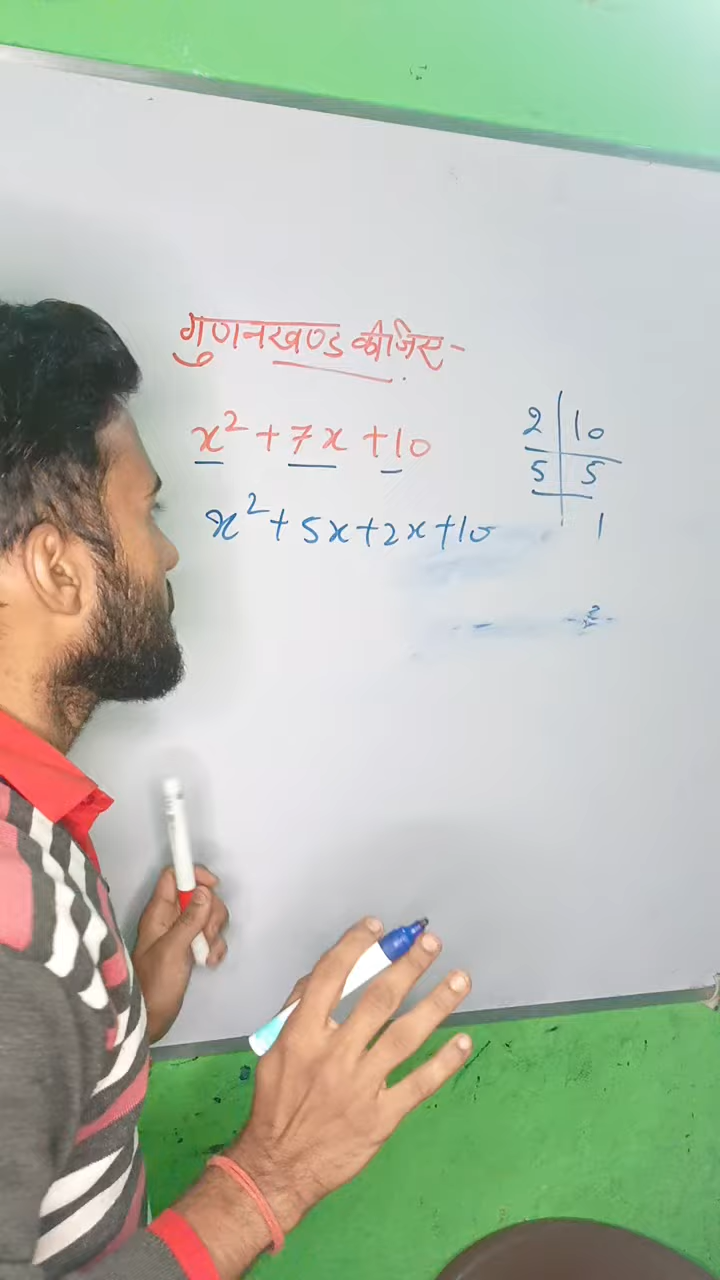 गुणनखण्ड कीजिए -
x² + 7x + 10
x² + 5x + 2x + 10
2 | 10
5 | 5
1